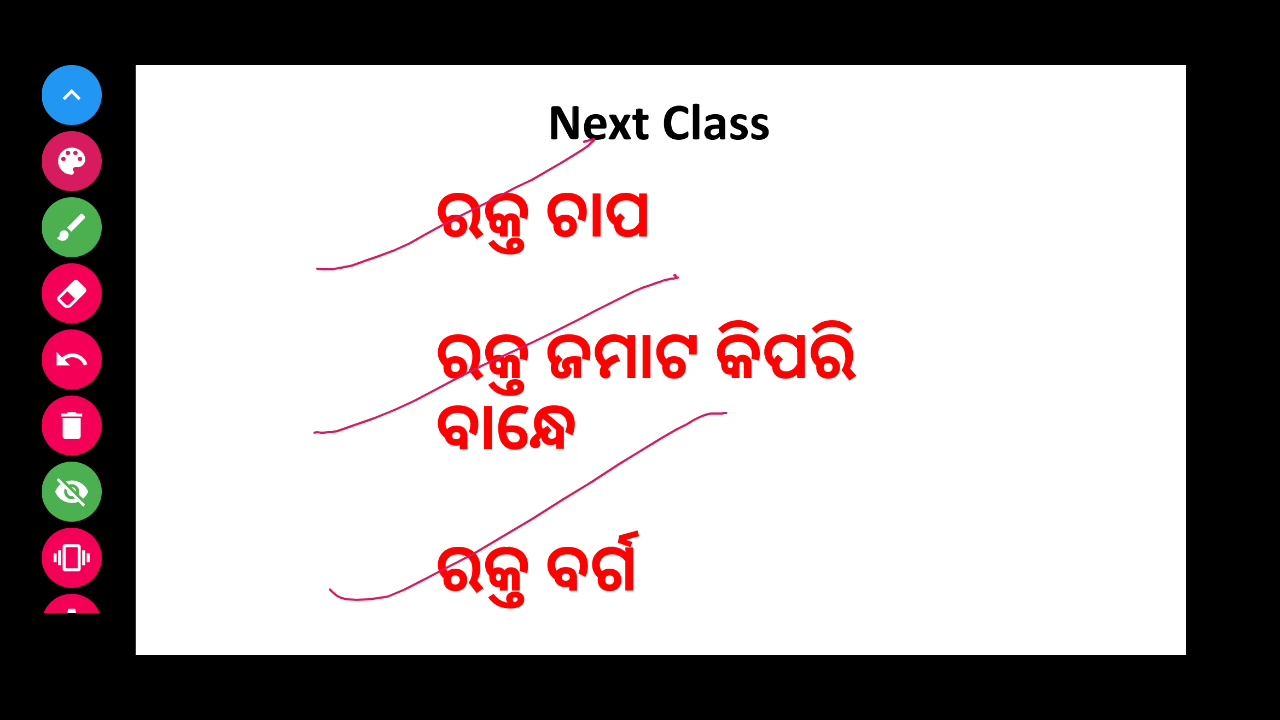 Next Class
ରକ୍ତ ଚାପ
ରକ୍ତ ଜମାଟ କିପରି
ବାନ୍ଧେ
ରକ୍ତ ବର୍ଗ